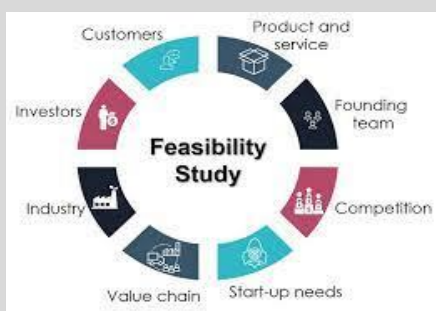 Customers
Product and
service
Investors
Founding
team
Feasibility
Study
Industry
Competition
Value chain
Start-up needs